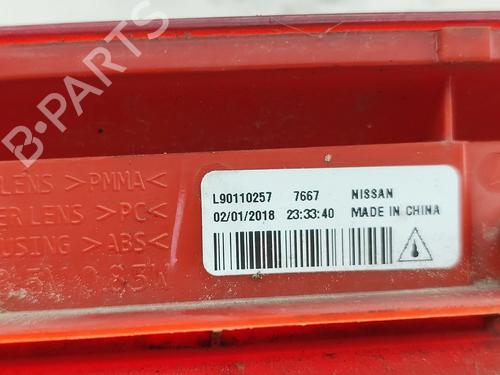 B-PARTS
LENS >PMMA<
ER LENS >PC<
USING >ABS<
L90110257 7667 NISSAN
02/01/2018 23:33:40 MADE IN CHINA